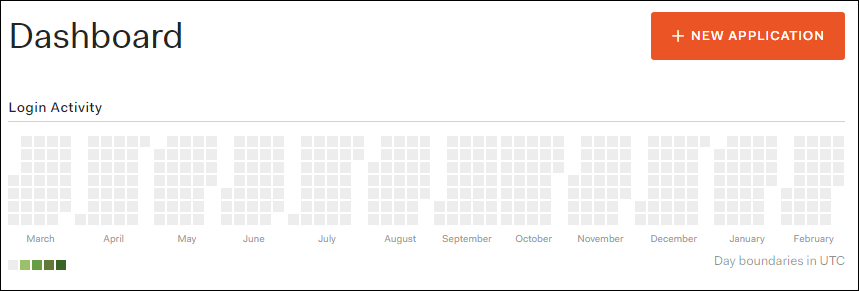 Dashboard
+ NEW APPLICATION
Login Activity
March April May June July August September October November December January February
Day boundaries in UTC